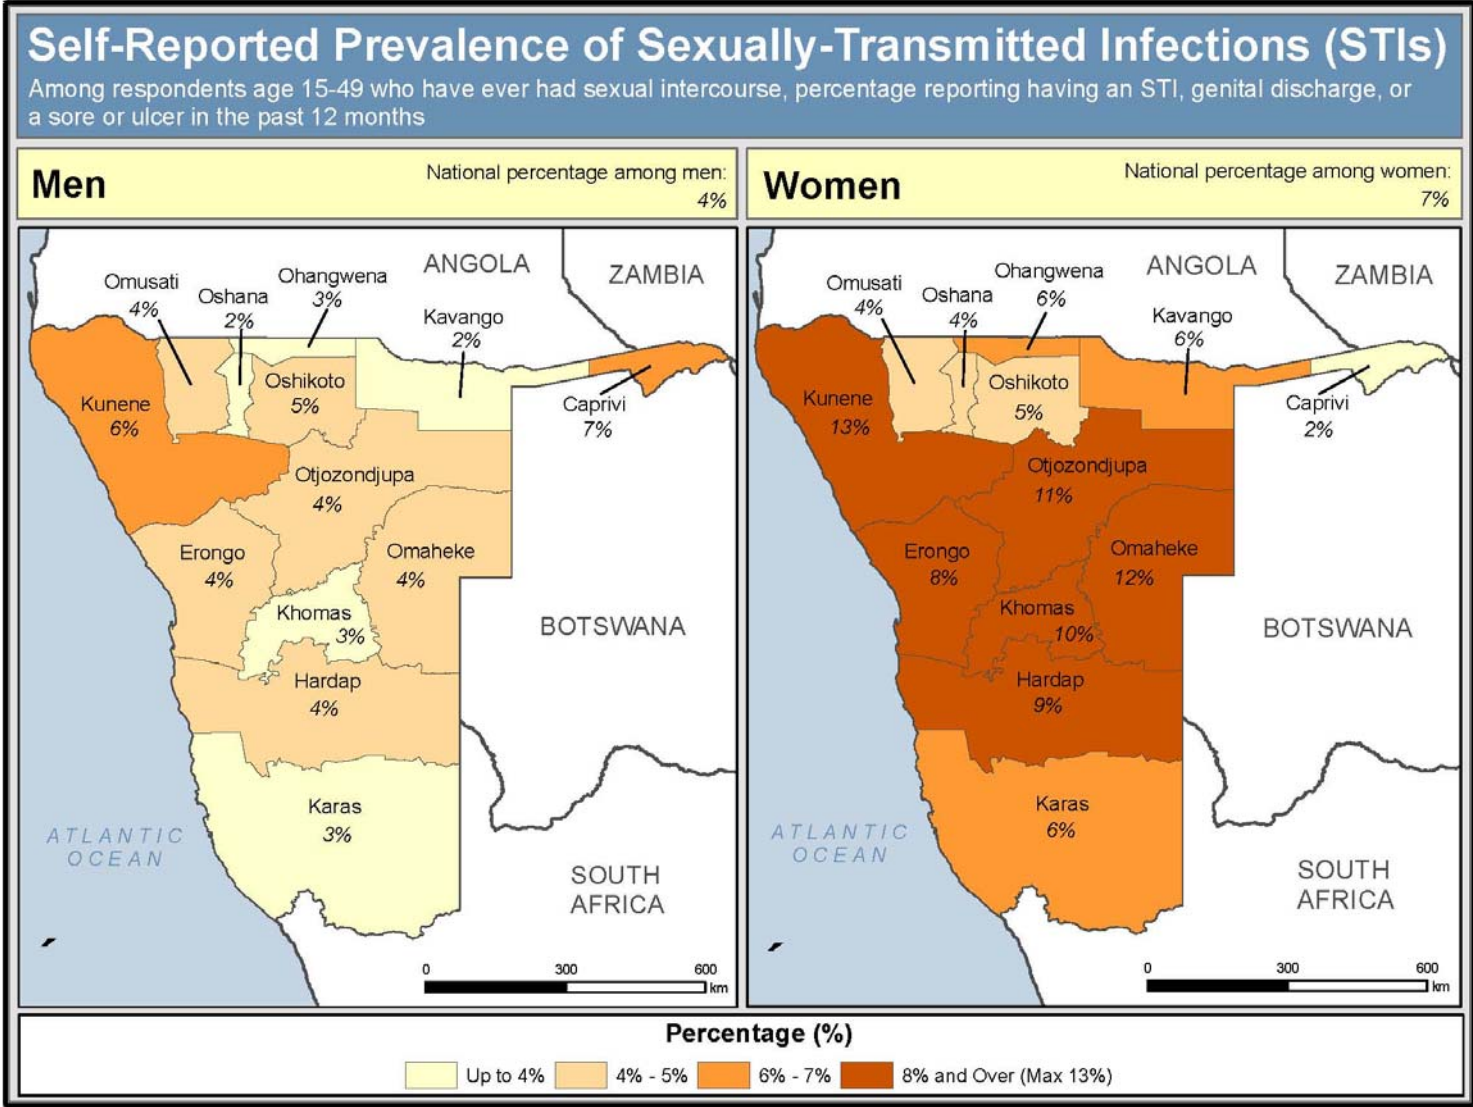 Self-Reported Prevalence of Sexually-Transmitted Infections (STIs)
Among respondents age 15-49 who have ever had sexual intercourse, percentage reporting having an STI, genital discharge, or
a sore or ulcer in the past 12 months
Men
National percentage among men:
4%
ANGOLA
ZAMBIA
Omusati
4%
Oshana
2%
Ohangwena
3%
Kavango
2%
Caprivi
7%
Kunene
6%
Oshikoto
5%
Otjozondjupa
4%
Erongo
4%
Omaheke
4%
Khomas
3%
BOTSWANA
Hardap
4%
Karas
3%
ATLANTIC
OCEAN
SOUTH
AFRICA
0
300
600
km
Women
National percentage among women:
7%
ANGOLA
ZAMBIA
Omusati
4%
Oshana
4%
Ohangwena
6%
Kavango
6%
Caprivi
2%
Kunene
13%
Oshikoto
5%
Otjozondjupa
11%
Erongo
8%
Omaheke
12%
Khomas
10%
BOTSWANA
Hardap
9%
Karas
6%
ATLANTIC
OCEAN
SOUTH
AFRICA
0
300
600
km
Percentage (%)
Up to 4%
4% - 5%
6% - 7%
8% and Over (Max 13%)